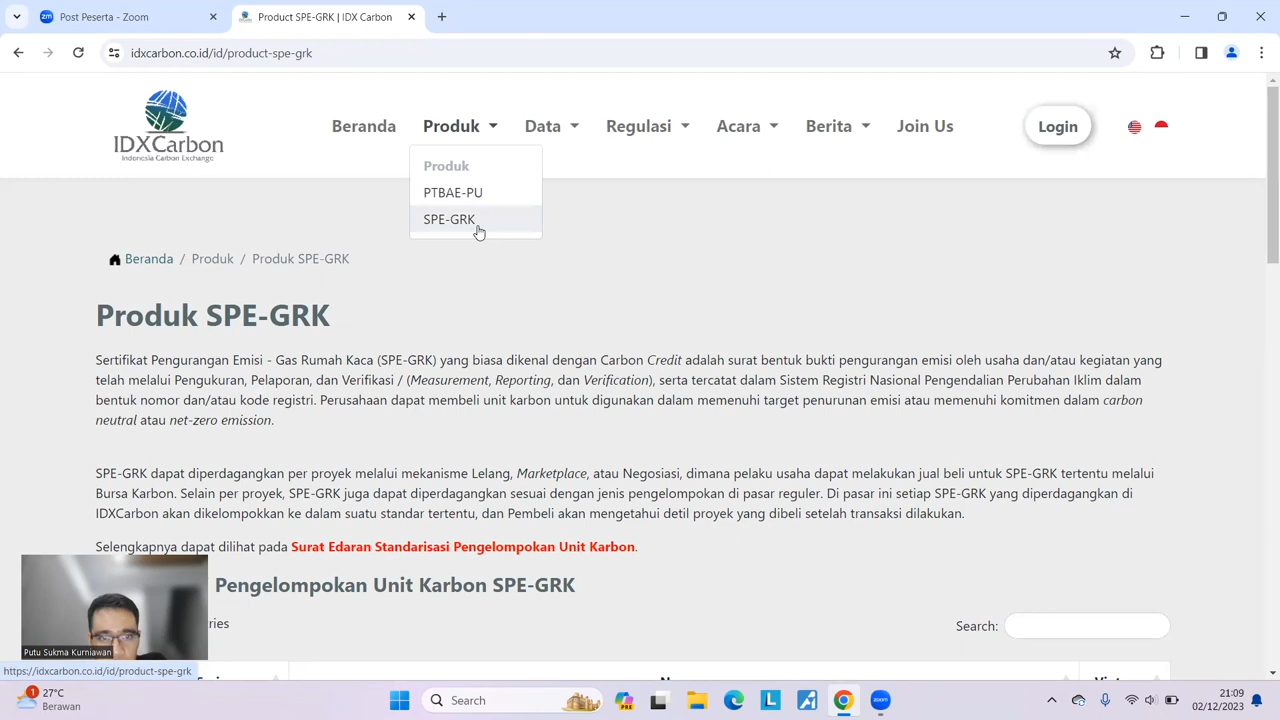 Post Peserta - Zoom
Product SPE-GRK | IDX Carbon
idxcarbon.co.id/id/product-spe-grk
IDXCarbon
Indonesia Carbon Exchange
Beranda
Produk
Data
Regulasi
Acara
Berita
Join Us
Login
Produk
PTBAE-PU
SPE-GRK
Beranda / Produk / Produk SPE-GRK
Produk SPE-GRK
Sertifikat Pengurangan Emisi - Gas Rumah Kaca (SPE-GRK) yang biasa dikenal dengan Carbon Credit adalah surat bentuk bukti pengurangan emisi oleh usaha dan/atau kegiatan yang
telah melalui Pengukuran, Pelaporan, dan Verifikasi / (Measurement, Reporting, dan Verification), serta tercatat dalam Sistem Registri Nasional Pengendalian Perubahan Iklim dalam
bentuk nomor dan/atau kode registri. Perusahaan dapat membeli unit karbon untuk digunakan dalam memenuhi target penurunan emisi atau memenuhi komitmen dalam carbon
neutral atau net-zero emission.
SPE-GRK dapat diperdagangkan per proyek melalui mekanisme Lelang, Marketplace, atau Negosiasi, dimana pelaku usaha dapat melakukan jual beli untuk SPE-GRK tertentu melalui
Bursa Karbon. Selain per proyek, SPE-GRK juga dapat diperdagangkan sesuai dengan jenis pengelompokan di pasar reguler. Di pasar ini setiap SPE-GRK yang diperdagangkan di
IDXCarbon akan dikelompokkan ke dalam suatu standar tertentu, dan Pembeli akan mengetahui detil proyek yang dibeli setelah transaksi dilakukan.
Selengkapnya dapat dilihat pada Surat Edaran Standarisasi Pengelompokan Unit Karbon.
Pengelompokan Unit Karbon SPE-GRK
ries
Search:
Putu Sukma Kurniawan
https://idxcarbon.co.id/id/product-spe-grk
1
27°C
Berawan
Search
PRE
zoom
21:09
02/12/2023